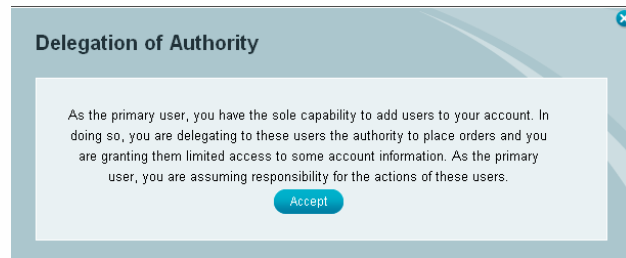 Delegation of Authority
As the primary user, you have the sole capability to add users to your account. In
doing so, you are delegating to these users the authority to place orders and you
are granting them limited access to some account information. As the primary
user, you are assuming responsibility for the actions of these users.
Accept